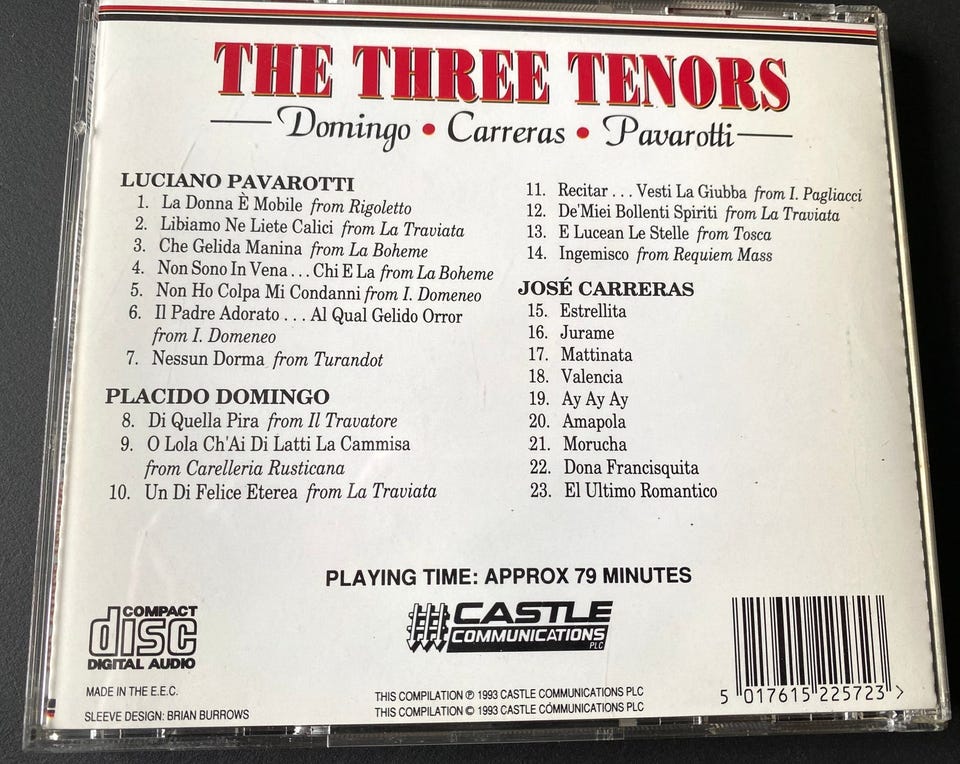 THE THREE TENORS
Domingo • Carreras • Pavarotti
LUCIANO PAVAROTTI
1. La Donna È Mobile from Rigoletto
2. Libiamo Ne Liete Calici from La Traviata
3. Che Gelida Manina from La Boheme
4. Non Sono In Vena . . . Chi E La from La Boheme
5. Non Ho Colpa Mi Condanni from I. Domeneo
6. Il Padre Adorato . . . Al Qual Gelido Orror
from I. Domeneo
7. Nessun Dorma from Turandot
PLACIDO DOMINGO
8. Di Quella Pira from Il Travatore
9. O Lola Ch'Ai Di Latti La Cammisa
from Carelleria Rusticana
10. Un Di Felice Eterea from La Traviata
11. Recitar . . . Vesti La Giubba from I. Pagliacci
12. De'Miei Bollenti Spiriti from La Traviata
13. E Lucean Le Stelle from Tosca
14. Ingemisco from Requiem Mass
JOSÉ CARRERAS
15. Estrellita
16. Jurame
17. Mattinata
18. Valencia
19. Ay Ay Ay
20. Amapola
21. Morucha
22. Dona Francisquita
23. El Ultimo Romantico
PLAYING TIME: APPROX 79 MINUTES
COMPACT
disc
DIGITAL AUDIO
CASTLE
COMMUNICATIONS
PLC
MADE IN THE E.E.C.
SLEEVE DESIGN: BRIAN BURROWS
THIS COMPILATION ℗ 1993 CASTLE COMMUNICATIONS PLC
THIS COMPILATION © 1993 CASTLE COMMUNICATIONS PLC
5 017615 225723 >